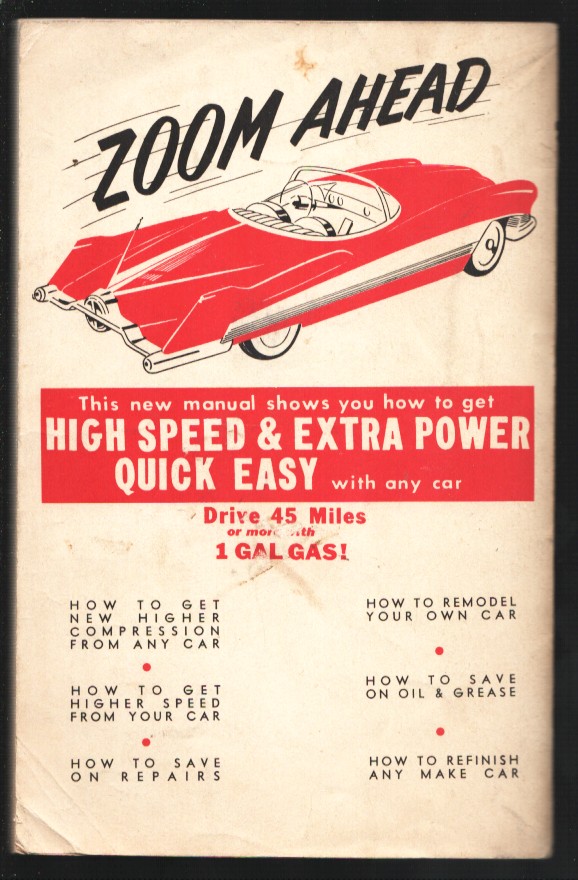 ZOOM AHEAD
This new manual shows you how to get
HIGH SPEED & EXTRA POWER
QUICK EASY with any car
Drive 45 Miles
or more with
1 GAL GAS!
HOW TO GET
NEW HIGHER
COMPRESSION
FROM ANY CAR
HOW TO GET
HIGHER SPEED
FROM YOUR CAR
HOW TO SAVE
ON REPAIRS
HOW TO REMODEL
YOUR OWN CAR
HOW TO SAVE
ON OIL & GREASE
HOW TO REFINISH
ANY MAKE CAR